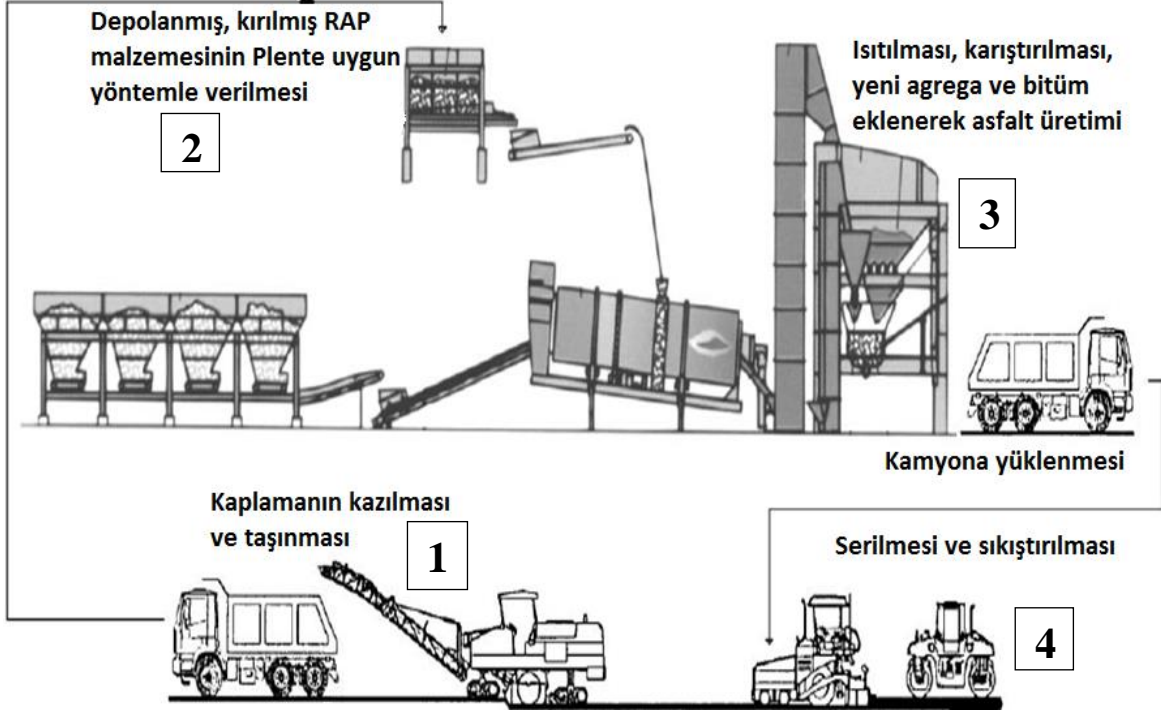 Depolanmış, kırılmış RAP
malzemesinin Plente uygun
yöntemle verilmesi
2
Isıtılması, karıştırılması,
yeni agrega ve bitüm
eklenerek asfalt üretimi
3
Kamyona yüklenmesi
Kaplamanın kazılması
ve taşınması
1
Serilmesi ve sıkıştırılması
4